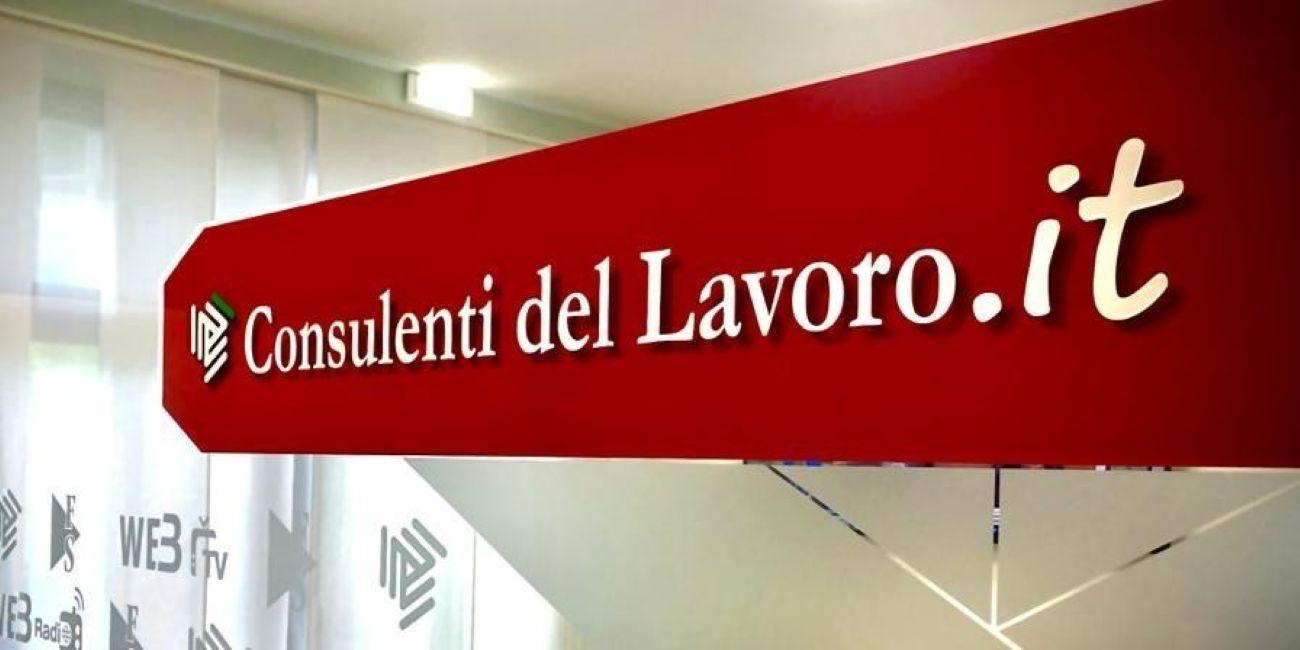 Consulenti del Lavoro.it
F
S
WEB TV
WEB Radio
F